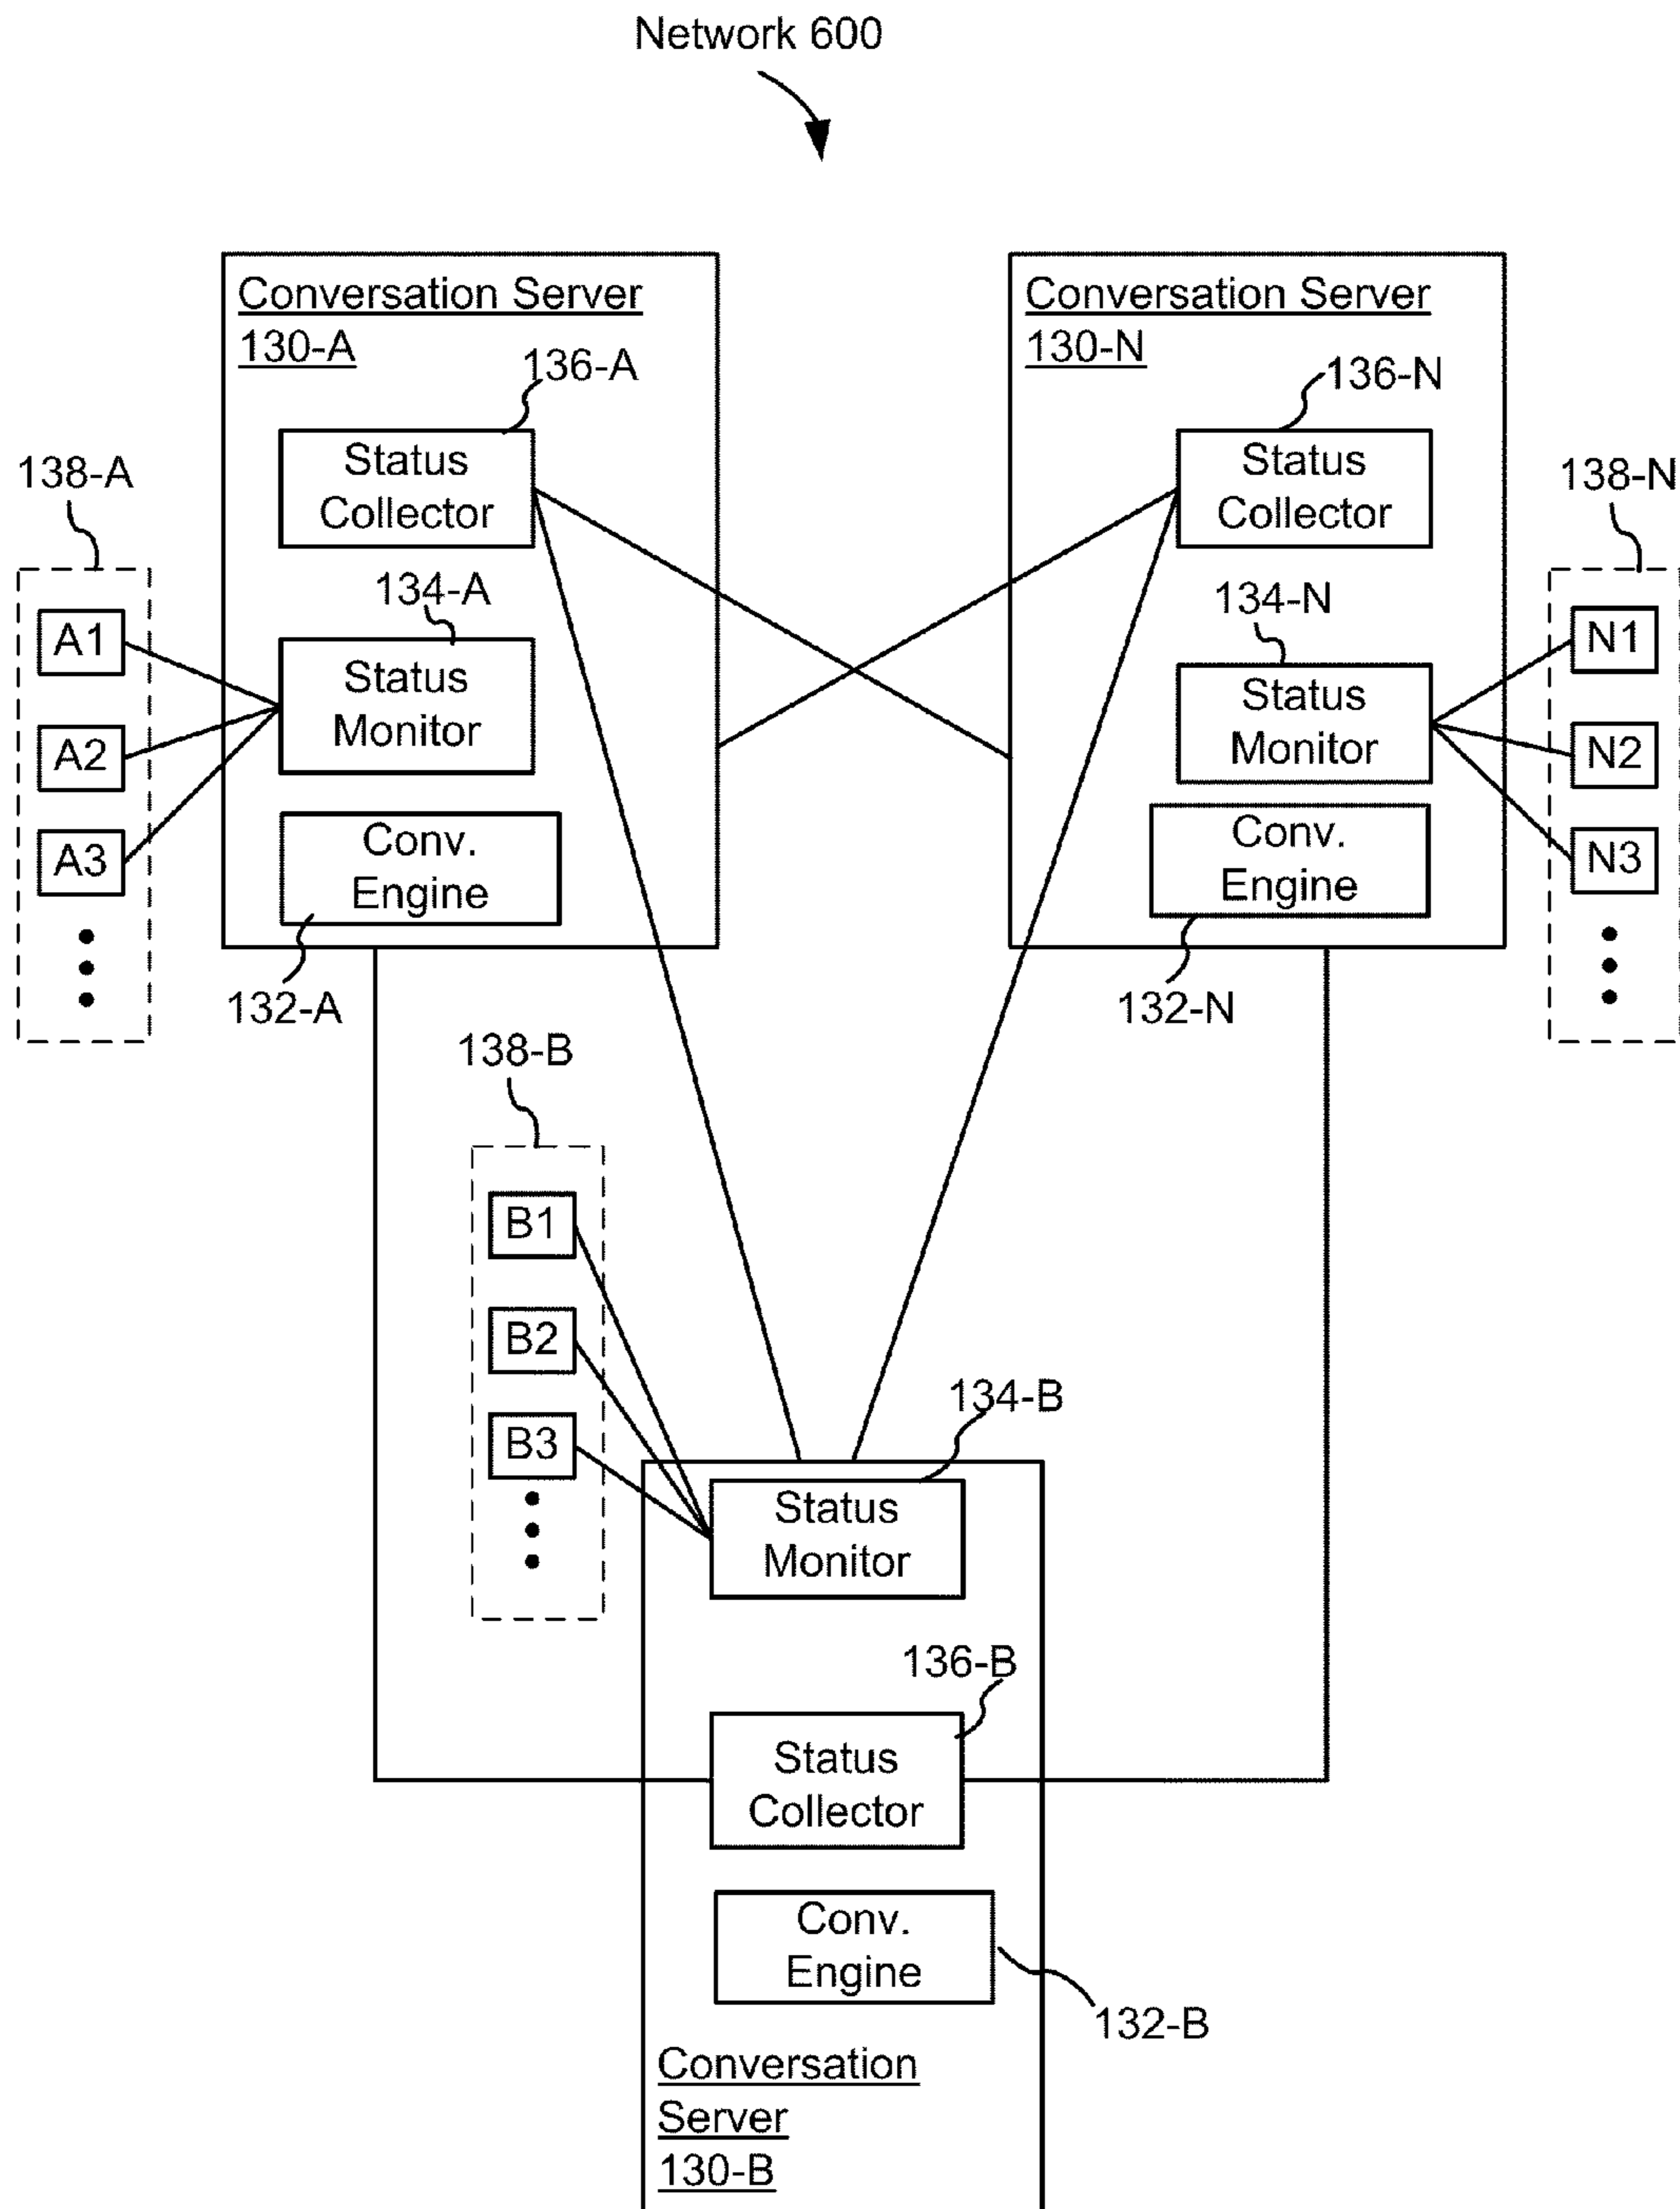 Network 600
Conversation Server
130-A
136-A
Status
Collector
138-A
134-A
A1
A2
A3
Status
Monitor
Conv.
Engine
132-A
Conversation Server
130-N
136-N
Status
Collector
138-N
134-N
Status
Monitor
N1
N2
N3
Conv.
Engine
132-N
138-B
B1
B2
B3
134-B
Status
Monitor
136-B
Status
Collector
Conv.
Engine
132-B
Conversation
Server
130-B